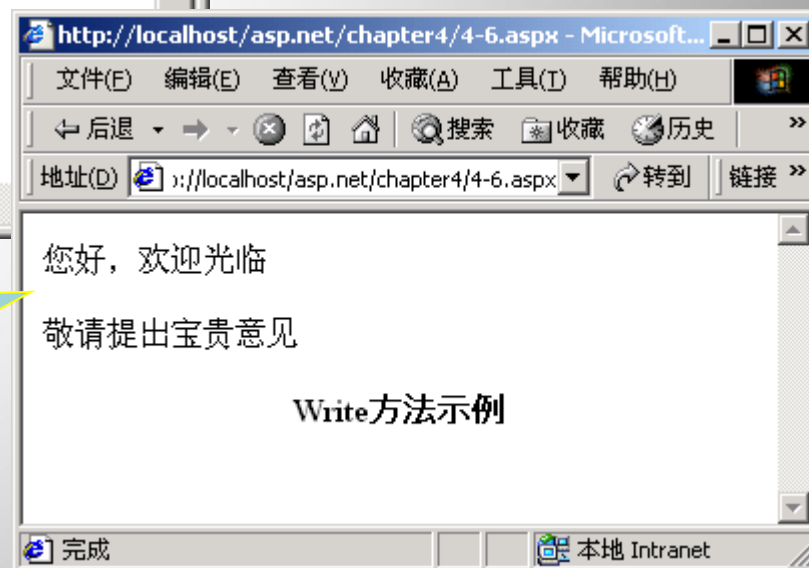 http://localhost/asp.net/chapter4/4-6.aspx - Microsoft...
文件(F) 编辑(E) 查看(V) 收藏(A) 工具(T) 帮助(H)
后退 搜索 收藏 历史 »
地址(D) ://localhost/asp.net/chapter4/4-6.aspx 转到 链接 »
您好，欢迎光临
敬请提出宝贵意见
Write方法示例
完成 本地 Intranet